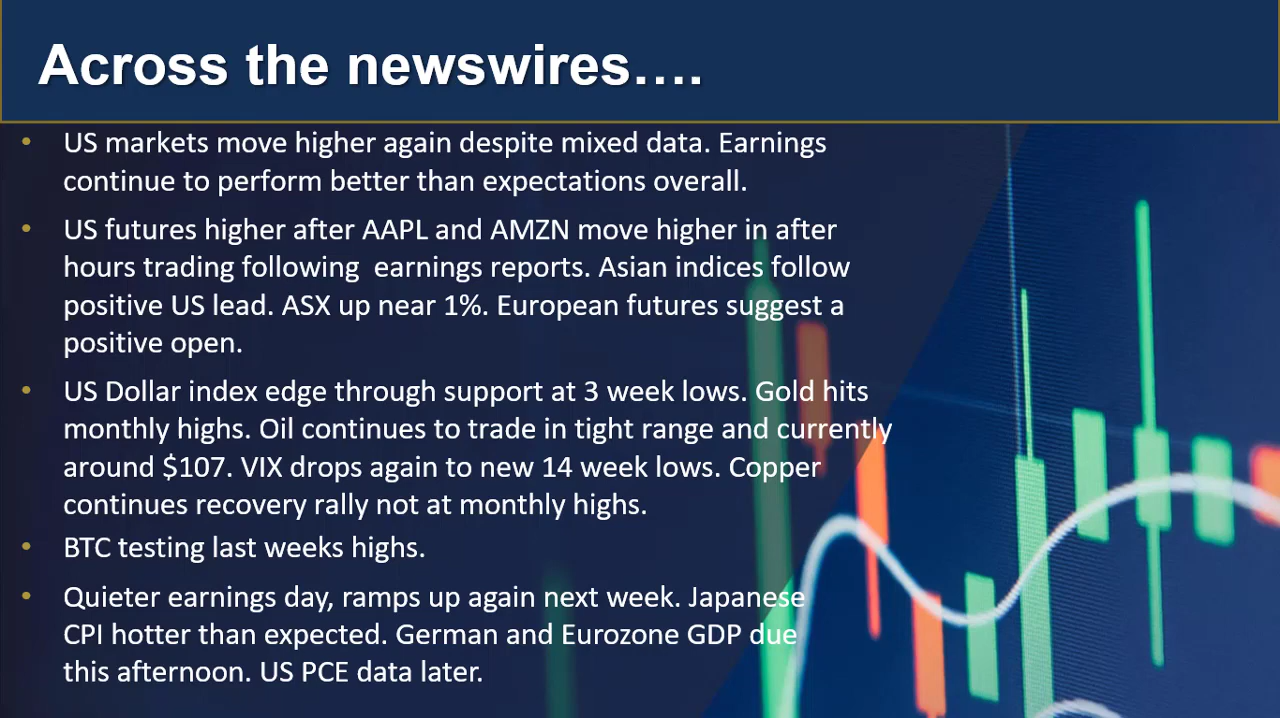 Across the newswires….
• US markets move higher again despite mixed data. Earnings
continue to perform better than expectations overall.
• US futures higher after AAPL and AMZN move higher in after
hours trading following  earnings reports. Asian indices follow
positive US lead. ASX up near 1%. European futures suggest a
positive open.
• US Dollar index edge through support at 3 week lows. Gold hits
monthly highs. Oil continues to trade in tight range and currently
around $107. VIX drops again to new 14 week lows. Copper
continues recovery rally not at monthly highs.
• BTC testing last weeks highs.
• Quieter earnings day, ramps up again next week. Japanese
CPI hotter than expected. German and Eurozone GDP due
this afternoon. US PCE data later.